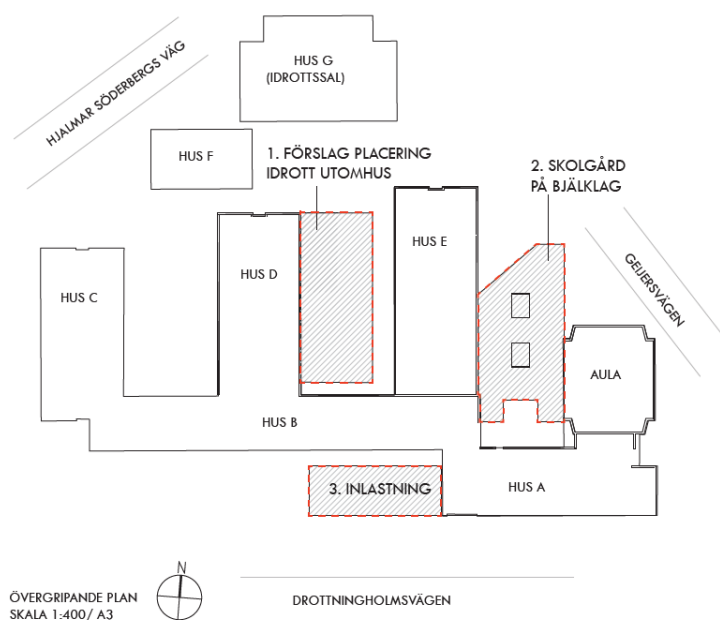 HJALMAR SÖDERBERGS VÄG
HUS G
(IDROTTSSAL)
HUS F
1. FÖRSLAG PLACERING
IDROTT UTOMHUS
2. SKOLGÅRD
PÅ BJÄLKLAG
HUS E
GEIJERSVÄGEN
HUS D
HUS C
AULA
HUS B
3. INLASTNING
HUS A
N
ÖVERGRIPANDE PLAN
SKALA 1:400/ A3
DROTTNINGHOLMSVÄGEN